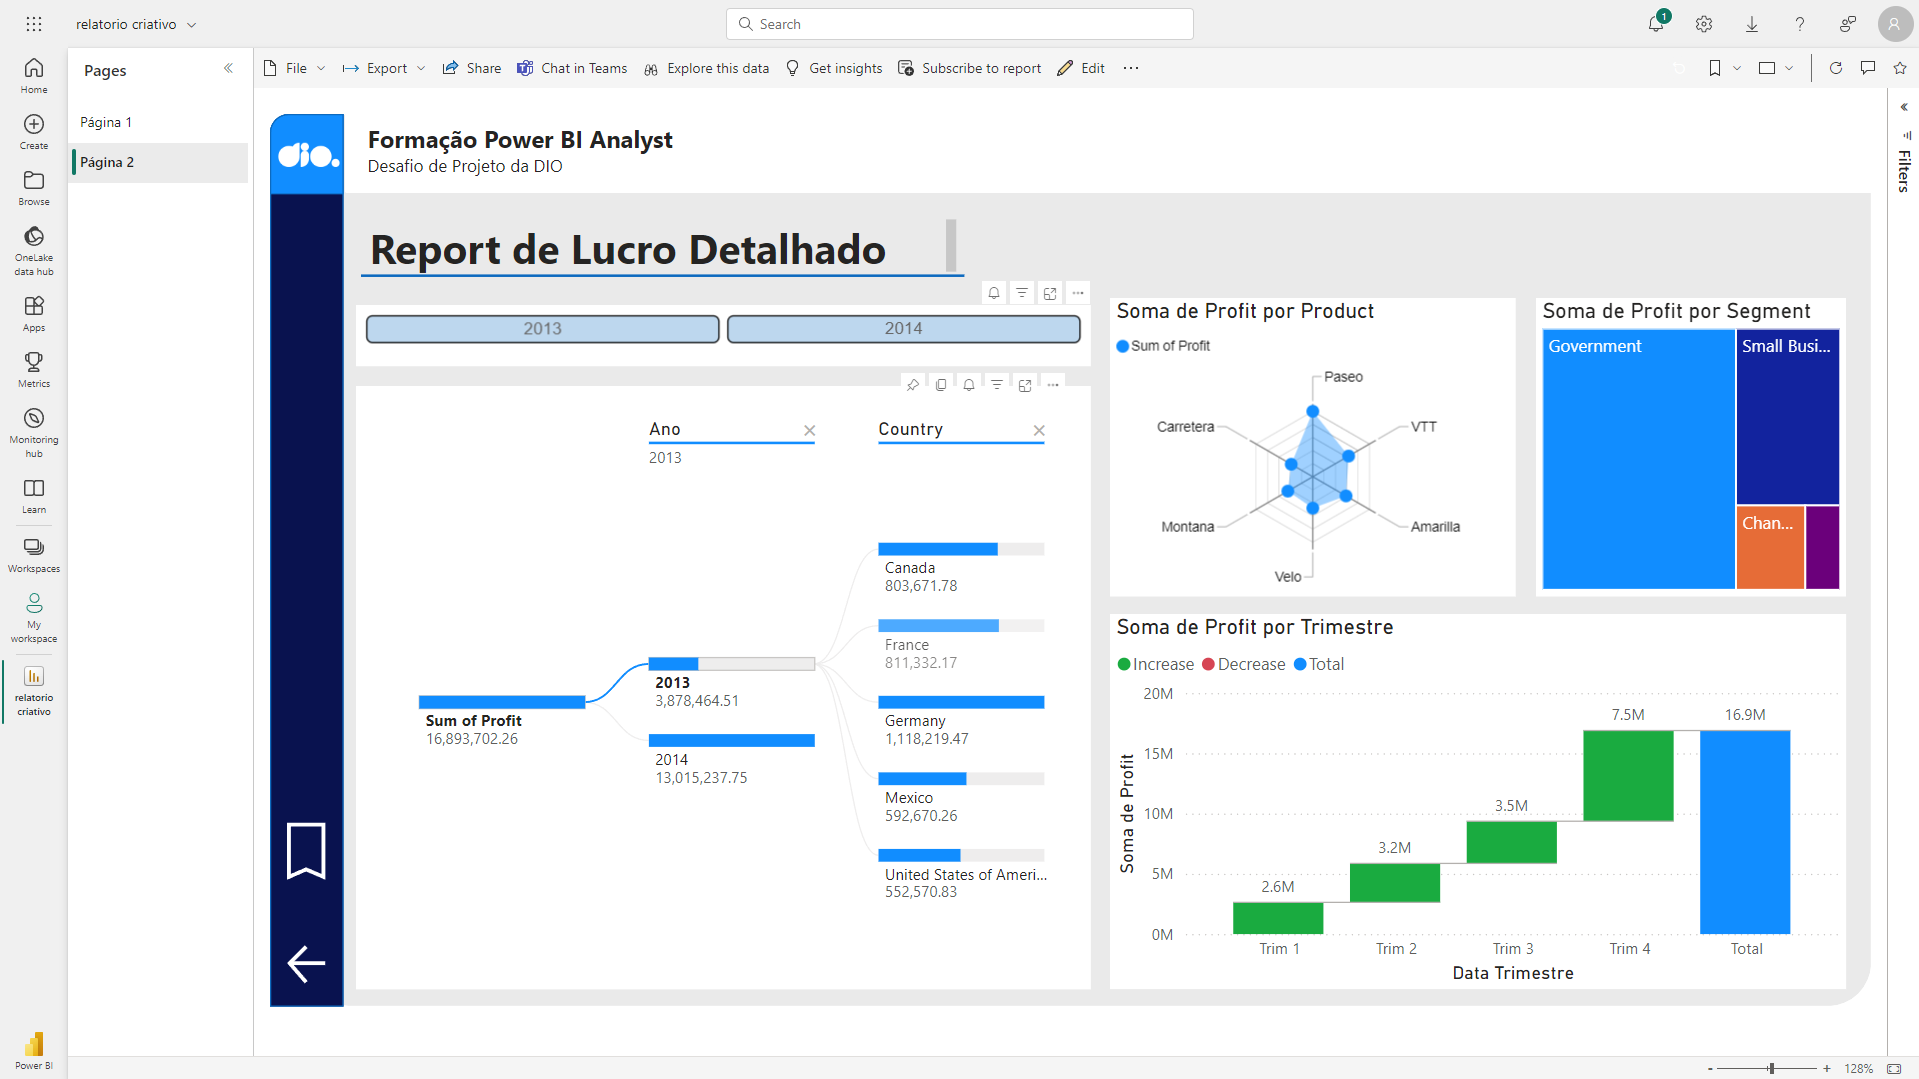 relatorio criativo
Search
1
A
Home
Create
Browse
OneLake
data hub
Apps
Metrics
Monitoring
hub
Learn
Workspaces
My
workspace
relatorio
criativo
Power BI
Pages
Página 1
Página 2
File
Export
Share
Chat in Teams
Explore this data
Get insights
Subscribe to report
Edit
Filters
dio.
Formação Power BI Analyst
Desafio de Projeto da DIO
Report de Lucro Detalhado
2013
2014
Ano
2013
Country
Sum of Profit
16,893,702.26
2013
3,878,464.51
2014
13,015,237.75
Canada
803,671.78
France
811,332.17
Germany
1,118,219.47
Mexico
592,670.26
United States of Ameri...
552,570.83
Soma de Profit por Product
Sum of Profit
Paseo
VTT
Amarilla
Velo
Montana
Carretera
Soma de Profit por Segment
Government
Small Busi...
Chan...
Soma de Profit por Trimestre
Increase
Decrease
Total
Soma de Profit
20M
15M
10M
5M
0M
2.6M
3.2M
3.5M
7.5M
16.9M
Trim 1
Trim 2
Trim 3
Trim 4
Total
Data Trimestre
- + 128%